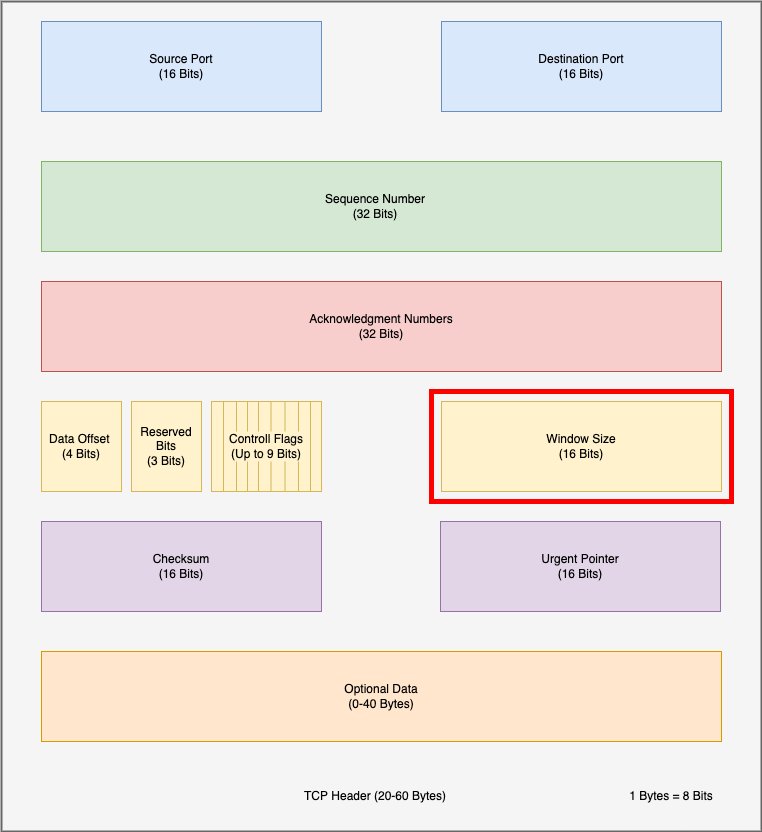 Source Port
(16 Bits)
Destination Port
(16 Bits)
Sequence Number
(32 Bits)
Acknowledgment Numbers
(32 Bits)
Data Offset
(4 Bits)
Reserved
Bits
(3 Bits)
Controll Flags
(Up to 9 Bits)
Window Size
(16 Bits)
Checksum
(16 Bits)
Urgent Pointer
(16 Bits)
Optional Data
(0-40 Bytes)
TCP Header (20-60 Bytes)
1 Bytes = 8 Bits